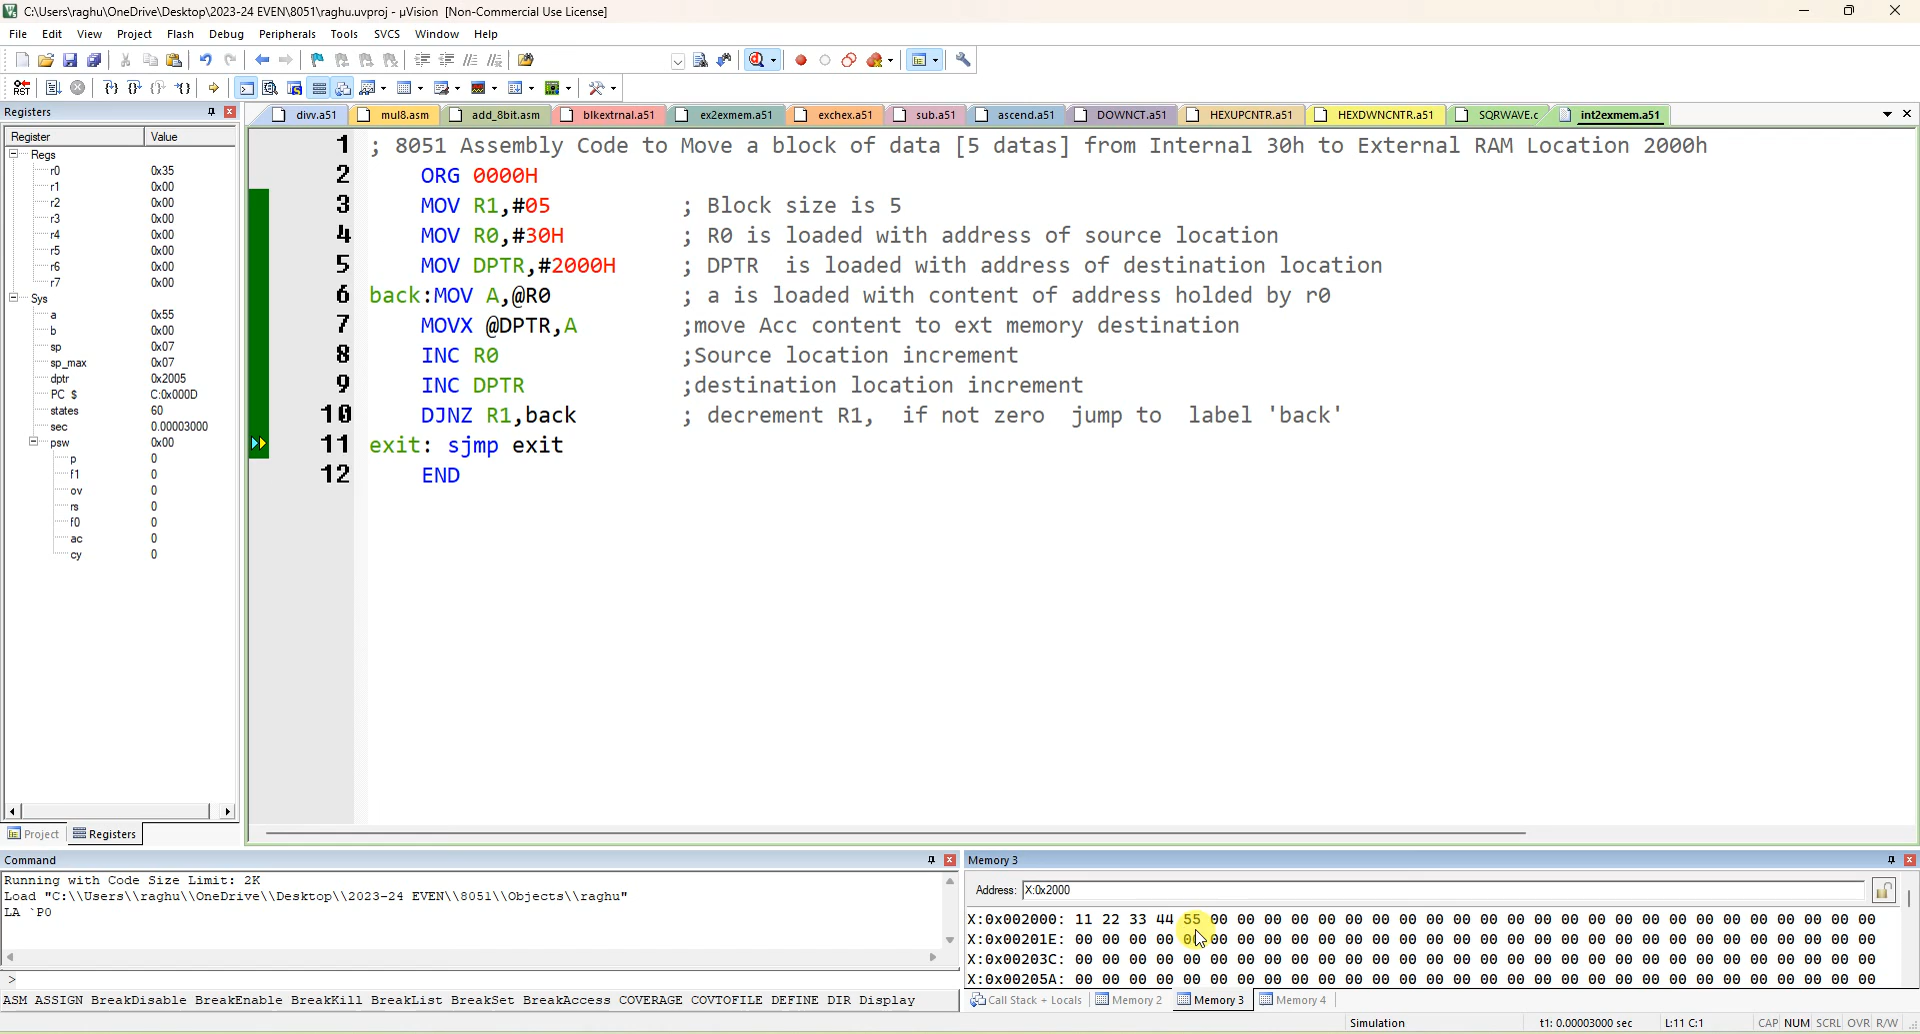 C:\Users\raghu\OneDrive\Desktop\2023-24 EVEN\8051\raghu.uvproj - µVision [Non-Commercial Use License]
File Edit View Project Flash Debug Peripherals Tools SVCS Window Help
RST
Registers
divv.a51 mul8.asm add_8bit.asm blkextrnal.a51 ex2exmem.a51 exchex.a51 sub.a51 ascend.a51 DOWNCT.a51 HEXUPCNTR.a51 HEXDWNCNTR.a51 SQRWAVE.c int2exmem.a51
Register Value
Regs
r0 0x35
r1 0x00
r2 0x00
r3 0x00
r4 0x00
r5 0x00
r6 0x00
r7 0x00
Sys
a 0x55
b 0x00
sp 0x07
sp_max 0x07
dptr 0x2005
PC $ C:0x000D
states 60
sec 0.00003000
psw 0x00
p 0
f1 0
ov 0
rs 0
f0 0
ac 0
cy 0
Project Registers
1 ; 8051 Assembly Code to Move a block of data [5 datas] from Internal 30h to External RAM Location 2000h
2 ORG 0000H
3 MOV R1,#05 ; Block size is 5
4 MOV R0,#30H ; R0 is loaded with address of source location
5 MOV DPTR,#2000H ; DPTR is loaded with address of destination location
6 back:MOV A,@R0 ; a is loaded with content of address holded by r0
7 MOVX @DPTR,A ;move Acc content to ext memory destination
8 INC R0 ;Source location increment
9 INC DPTR ;destination location increment
10 DJNZ R1,back ; decrement R1, if not zero jump to label 'back'
11 exit: sjmp exit
12 END
Command
Running with Code Size Limit: 2K
Load "C:\\Users\\raghu\\OneDrive\\Desktop\\2023-24 EVEN\\8051\\Objects\\raghu"
LA `P0
>
ASM ASSIGN BreakDisable BreakEnable BreakKill BreakList BreakSet BreakAccess COVERAGE COVTOFILE DEFINE DIR Display
Memory 3
Address: X:0x2000
X:0x002000: 11 22 33 44 55 00 00 00 00 00 00 00 00 00 00 00 00 00 00 00 00 00 00 00 00 00 00 00 00 00
X:0x00201E: 00 00 00 00 00 00 00 00 00 00 00 00 00 00 00 00 00 00 00 00 00 00 00 00 00 00 00 00 00 00
X:0x00203C: 00 00 00 00 00 00 00 00 00 00 00 00 00 00 00 00 00 00 00 00 00 00 00 00 00 00 00 00 00 00
X:0x00205A: 00 00 00 00 00 00 00 00 00 00 00 00 00 00 00 00 00 00 00 00 00 00 00 00 00 00 00 00 00 00
Call Stack + Locals Memory 2 Memory 3 Memory 4
Simulation t1: 0.00003000 sec L:11 C:1 CAP NUM SCRL OVR R/W